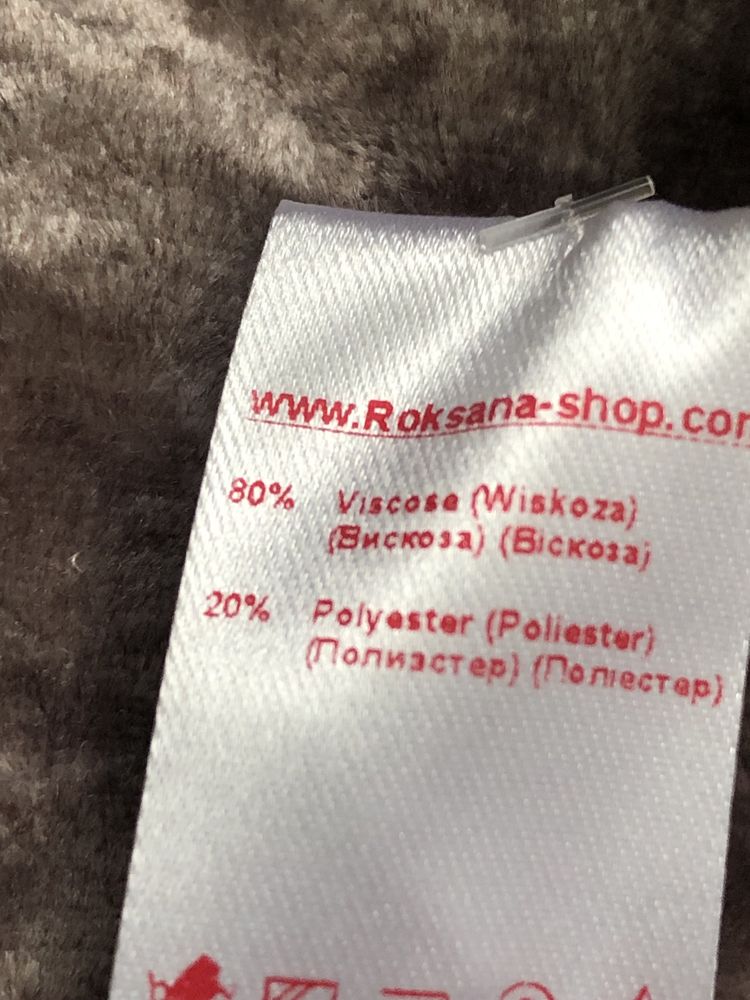 www.Roksana-shop.com
80% Viscose (Wiskoza)
(Вискоза) (Віскоза)
20% Polyester (Poliester)
(Полиэстер) (Поліестер)